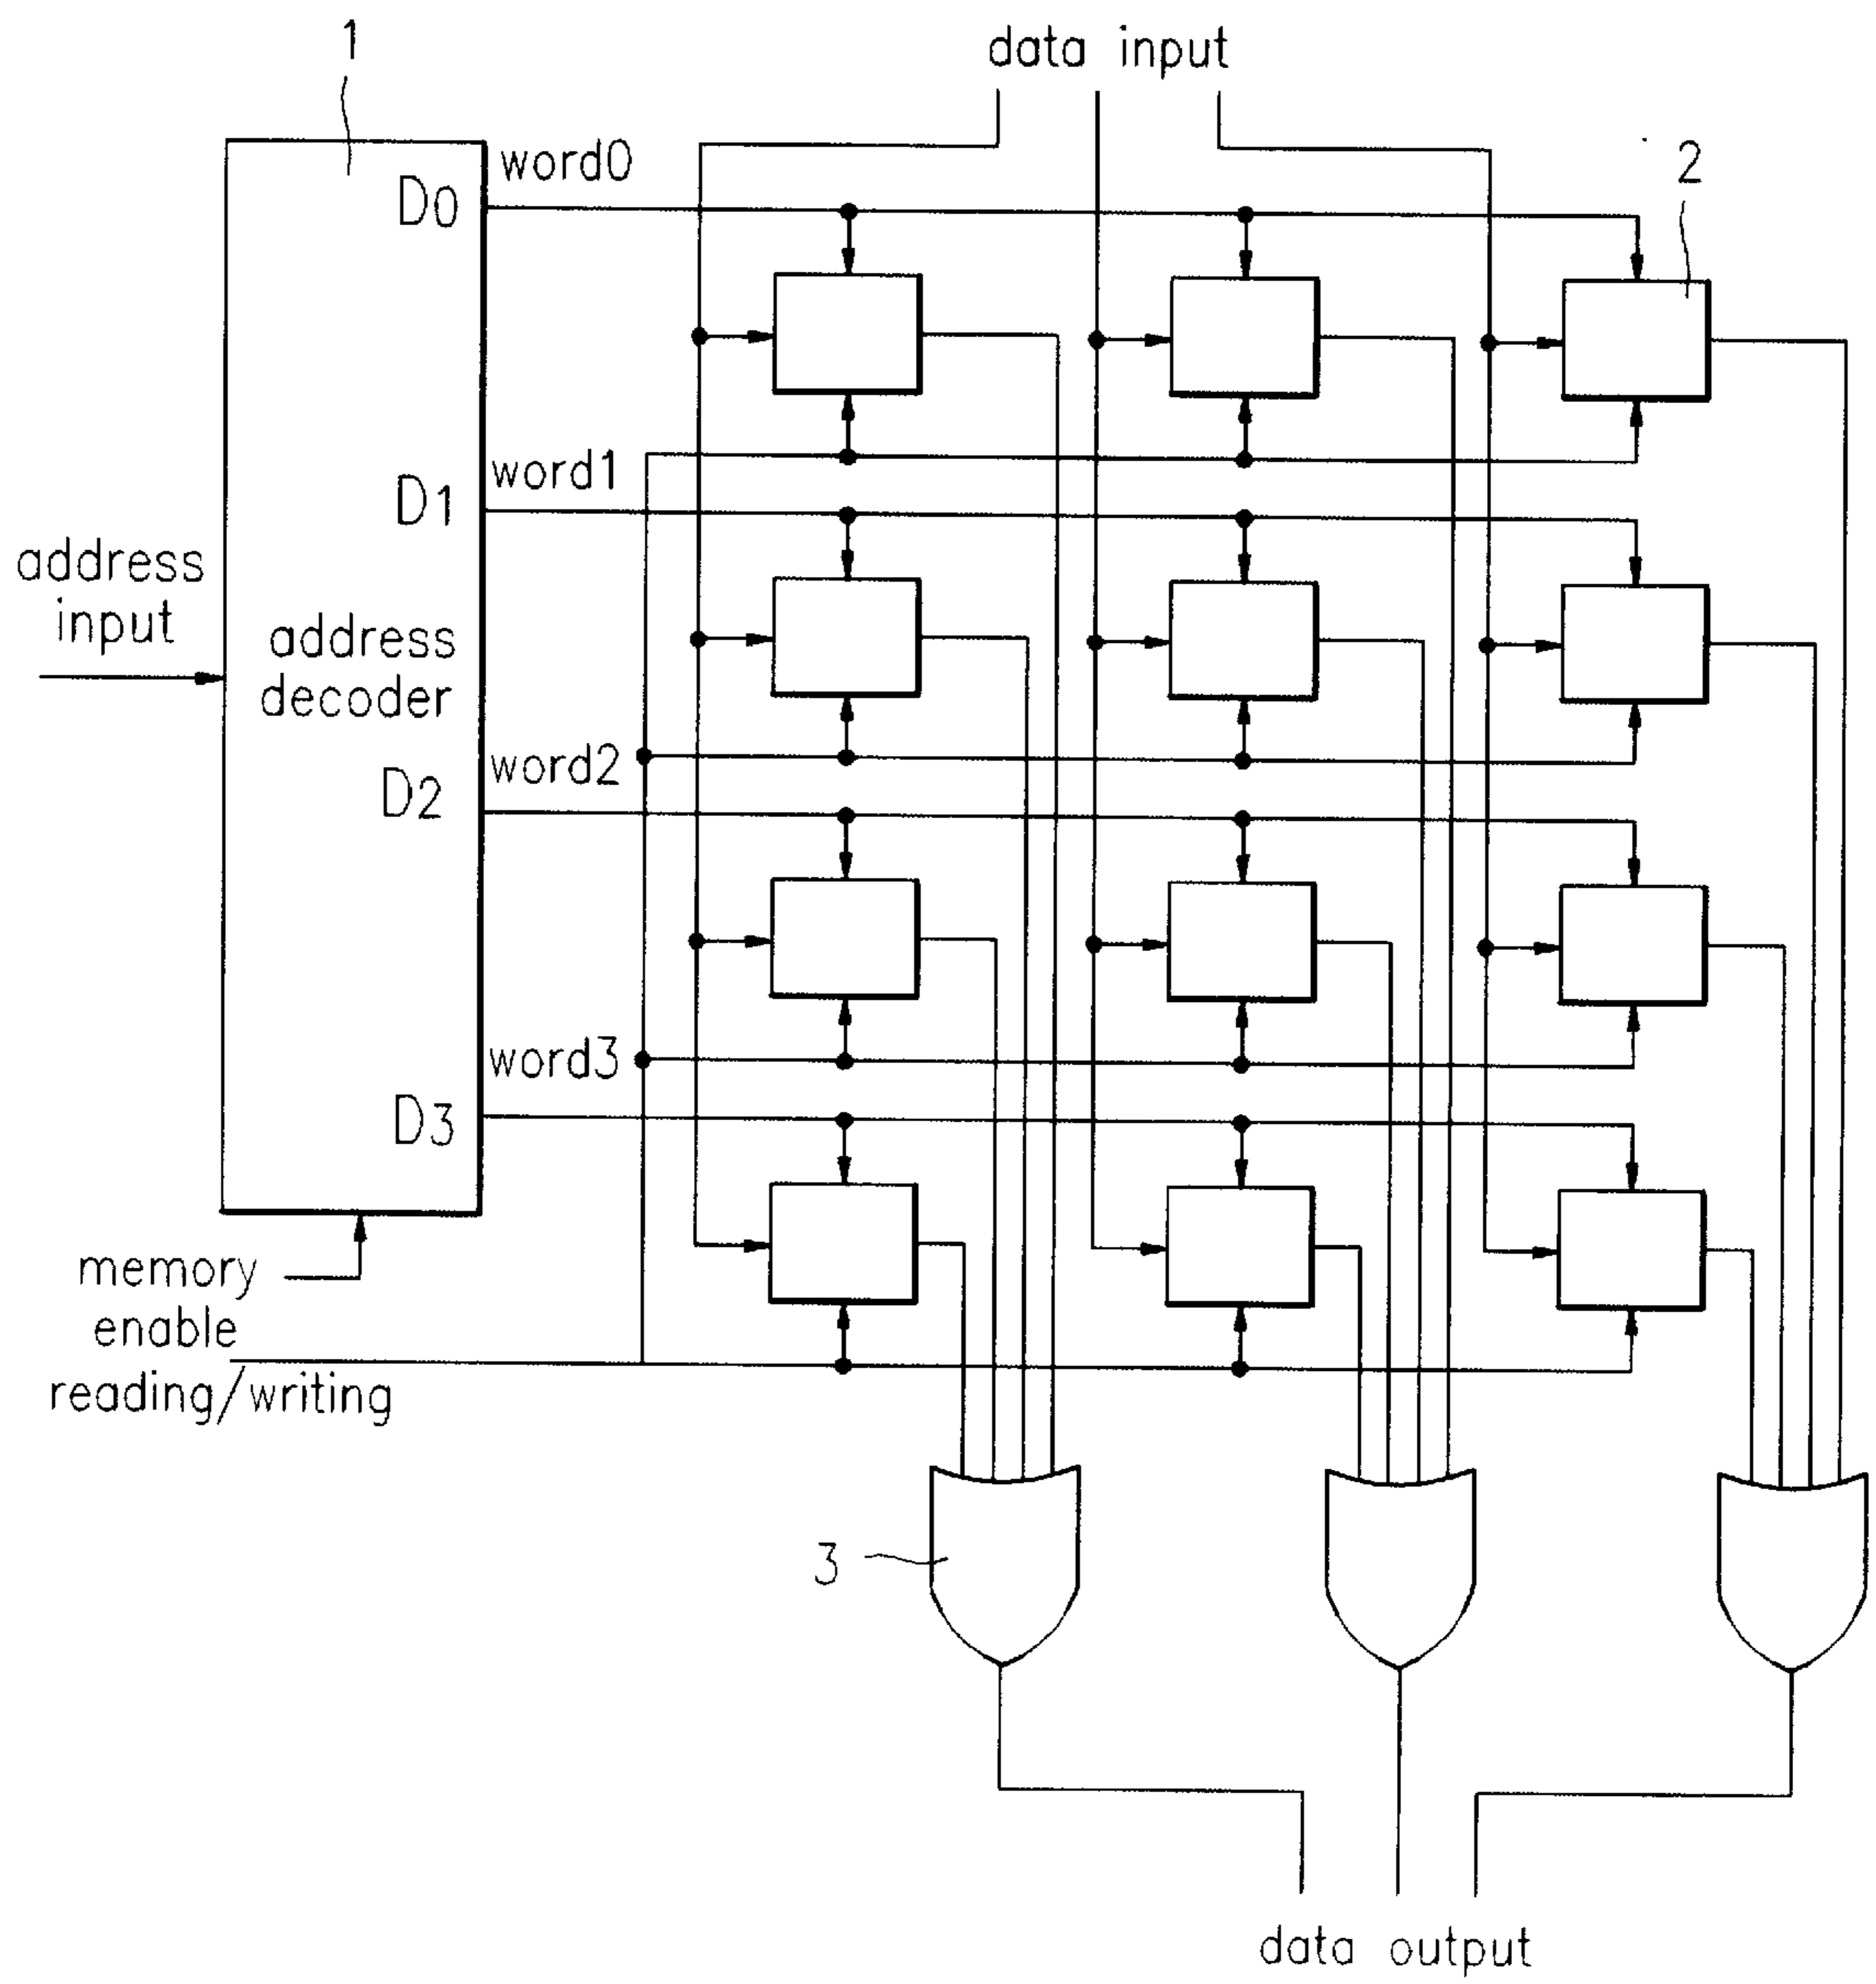 1
data input
word0
2
D0
word1
D1
address
input
address
decoder
word2
D2
word3
D3
memory
enable
reading/writing
3
data output